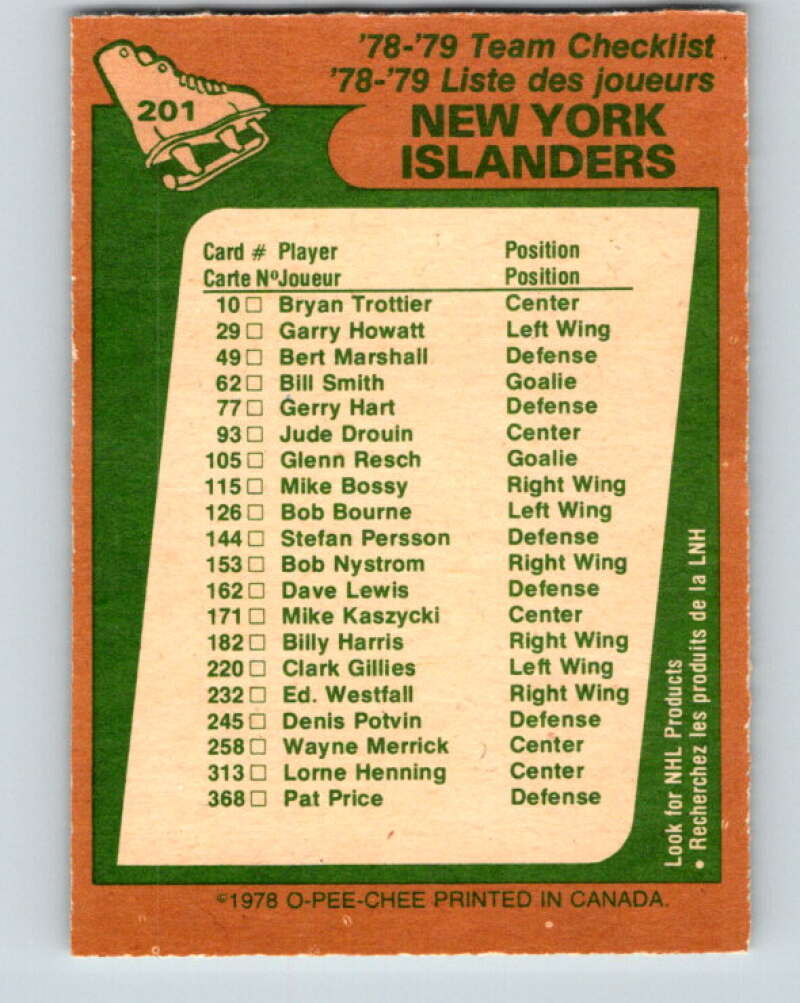 201
'78-'79 Team Checklist
'78-'79 Liste des joueurs
NEW YORK
ISLANDERS
Card # Player Position
Carte Nº Joueur Position
10 □ Bryan Trottier Center
29 □ Garry Howatt Left Wing
49 □ Bert Marshall Defense
62 □ Bill Smith Goalie
77 □ Gerry Hart Defense
93 □ Jude Drouin Center
105 □ Glenn Resch Goalie
115 □ Mike Bossy Right Wing
126 □ Bob Bourne Left Wing
144 □ Stefan Persson Defense
153 □ Bob Nystrom Right Wing
162 □ Dave Lewis Defense
171 □ Mike Kaszycki Center
182 □ Billy Harris Right Wing
220 □ Clark Gillies Left Wing
232 □ Ed. Westfall Right Wing
245 □ Denis Potvin Defense
258 □ Wayne Merrick Center
313 □ Lorne Henning Center
368 □ Pat Price Defense
Look for NHL Products
• Recherchez les produits de la LNH
©1978 O-PEE-CHEE PRINTED IN CANADA.